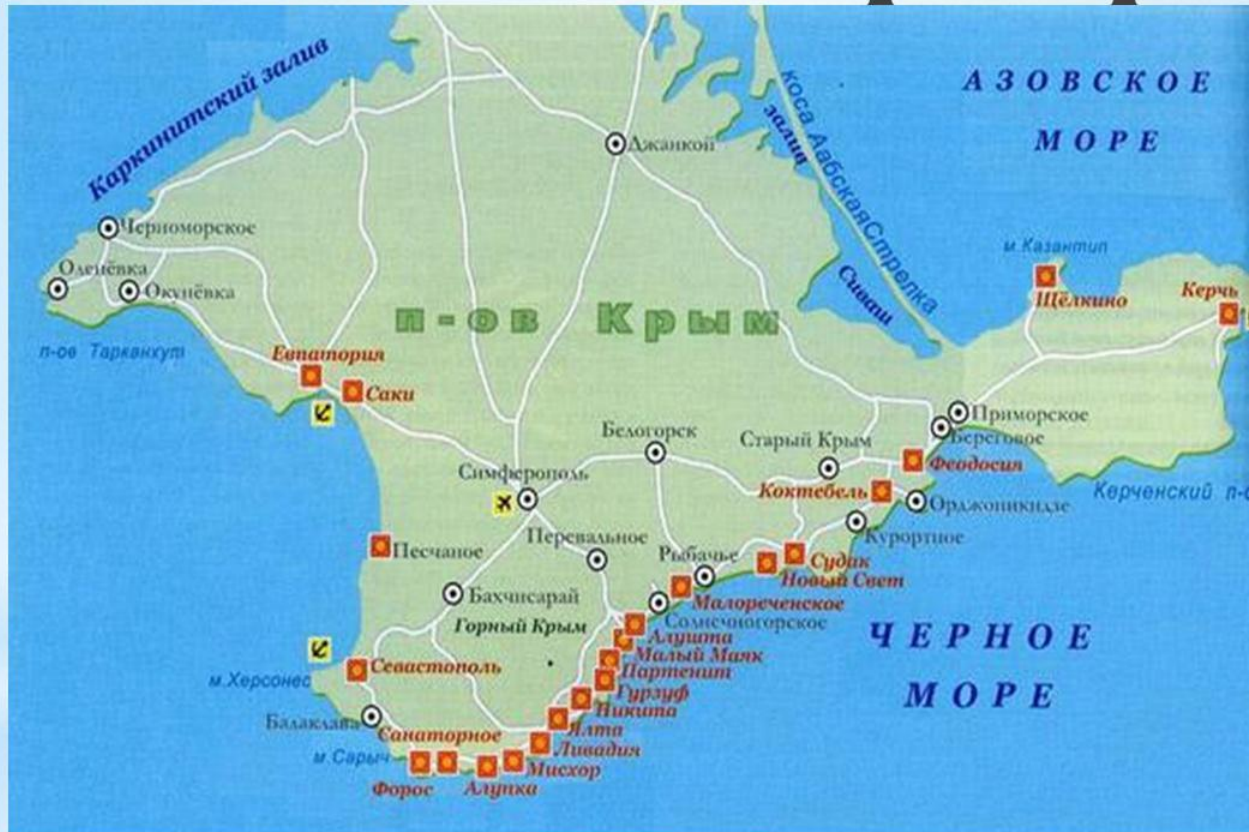 Каркинитский залив
АЗОВСКОЕ
МОРЕ
коса Аабская Стрелка
залив
Джанкой
Черноморское
м.Казантип
Оленёвка
Окунёвка
Сиваш
Щёлкино
Керчь
п-ов Крым
п-ов Тарканхут
Евпатория
Саки
Приморское
Береговое
Белогорск
Старый Крым
Феодосия
Симферополь
Коктебель
Керченский п-о
Орджоникидзе
Перевальное
Курортное
Песчаное
Рыбачье
Судак
Новый Свет
Бахчисарай
Малореченское
Солнечногорское
Горный Крым
Алушта
ЧЕРНОЕ
МОРЕ
Малый Маяк
Севастополь
Партенит
м.Херсонес
Гурзуф
Никита
Балаклава
Санаторное
Ялта
Ливадия
м.Сарыч
Мисхор
Форос
Алупка